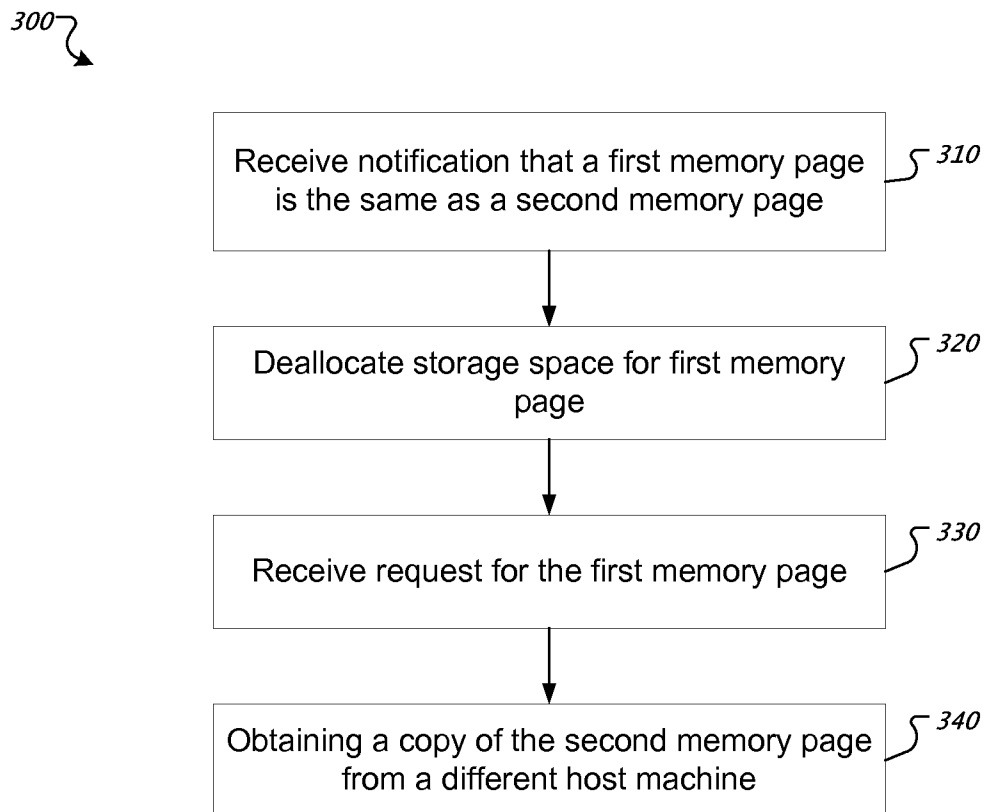 300
Receive notification that a first memory page
is the same as a second memory page
310
Deallocate storage space for first memory
page
320
Receive request for the first memory page
330
Obtaining a copy of the second memory page
from a different host machine
340